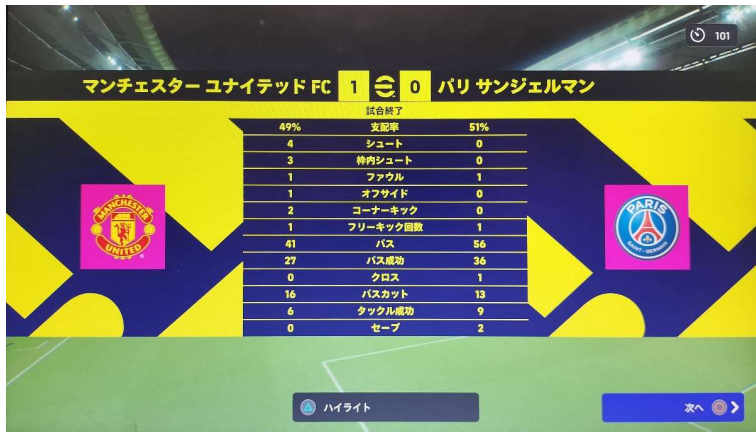 101
マンチェスター ユナイテッド FC 1 0 パリ サンジェルマン
試合終了
49% 支配率 51%
4 シュート 0
3 枠内シュート 0
1 ファウル 1
1 オフサイド 0
2 コーナーキック 0
1 フリーキック回数 1
41 パス 56
27 パス成功 36
0 クロス 1
16 パスカット 13
6 タックル成功 9
0 セーブ 2
MANCHESTER
UNITED
PARIS
SAINT-GERMAIN
ハイライト
次へ